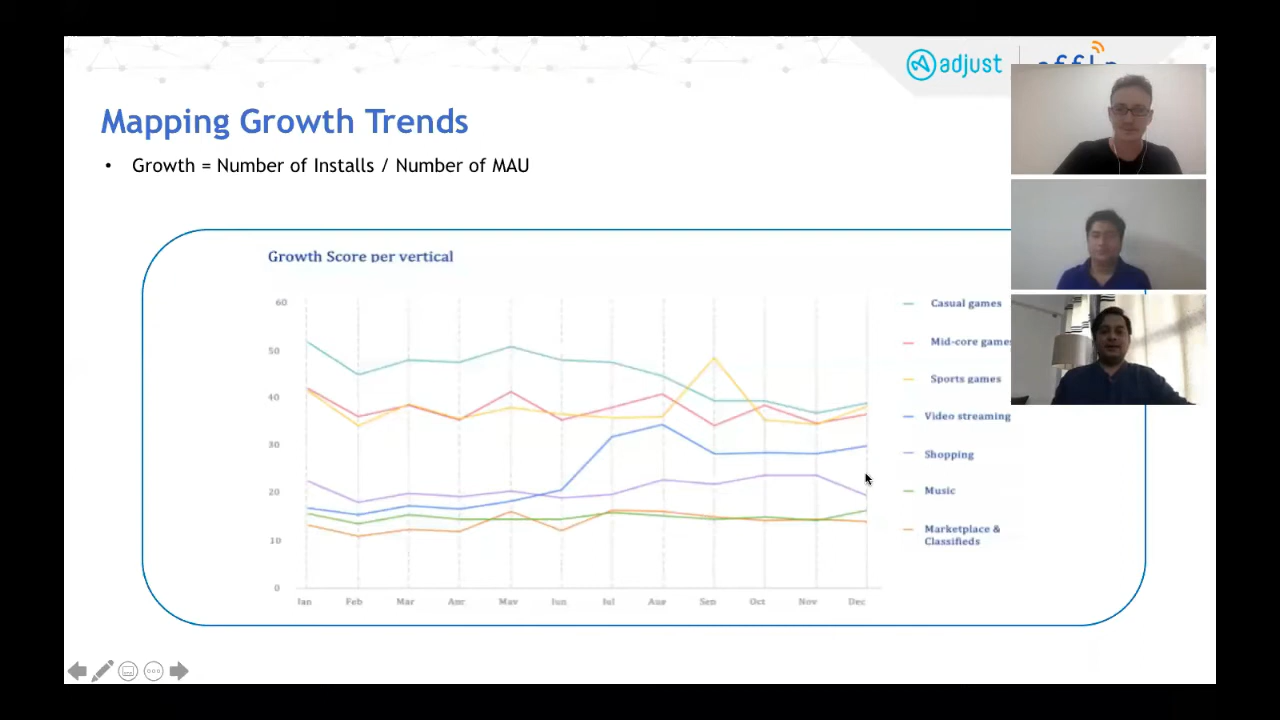 adjust
Mapping Growth Trends
• Growth = Number of Installs / Number of MAU
Growth Score per vertical
60
50
40
30
20
10
0
Jan
Feb
Mar
Apr
May
Jun
Jul
Aug
Sep
Oct
Nov
Dec
Casual games
Mid-core games
Sports games
Video streaming
Shopping
Music
Marketplace &
Classifieds